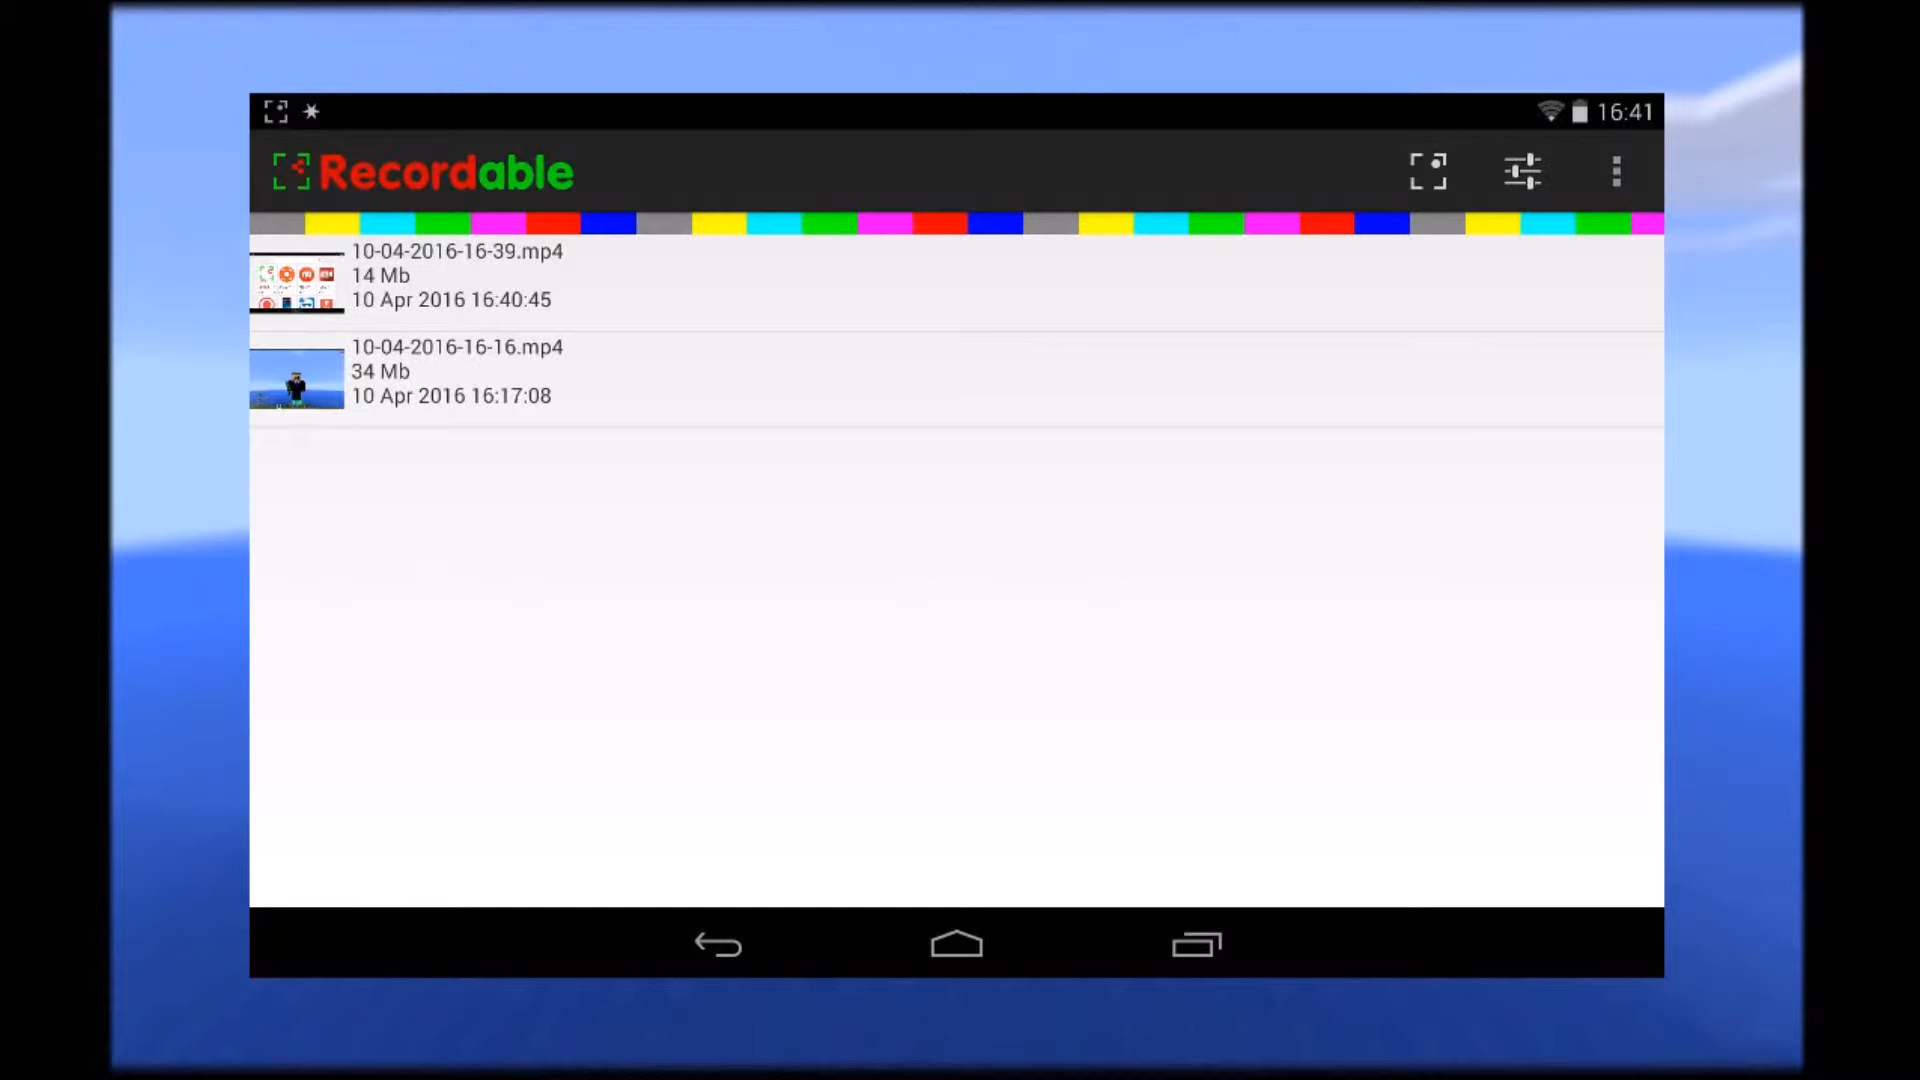 16:41
Recordable
10-04-2016-16-39.mp4
14 Mb
10 Apr 2016 16:40:45
10-04-2016-16-16.mp4
34 Mb
10 Apr 2016 16:17:08